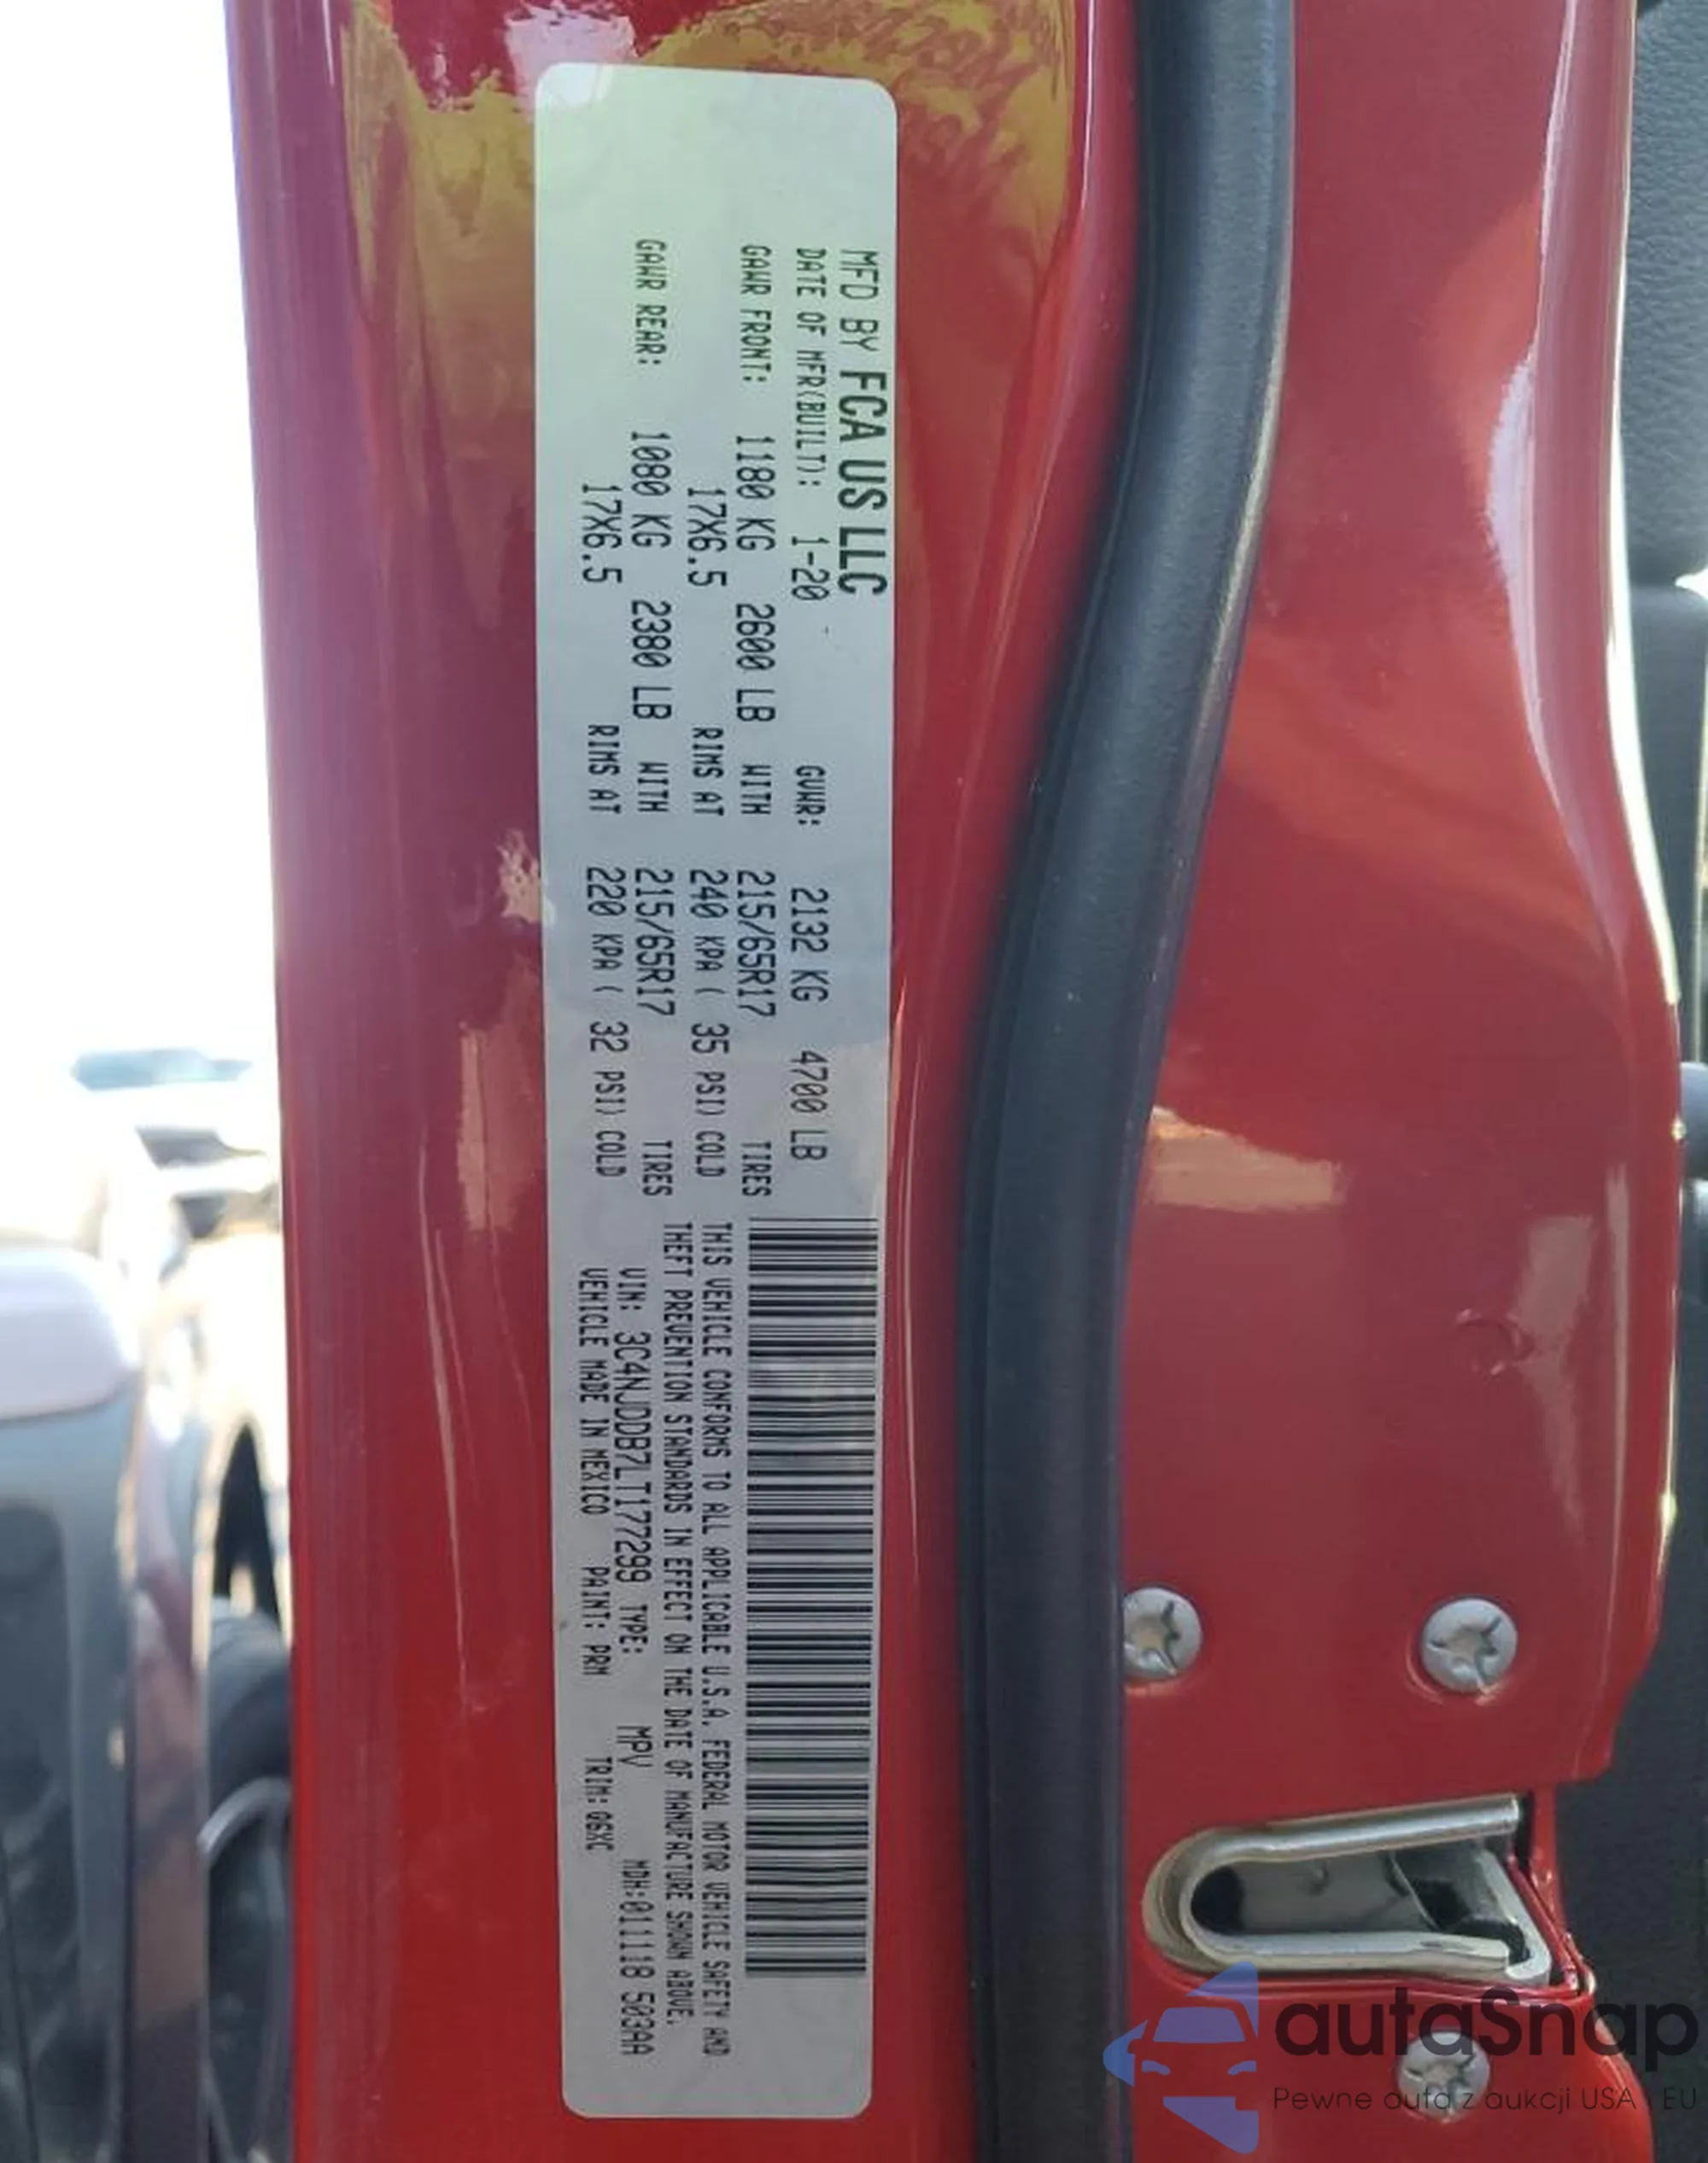 MFD BY FCA US LLC
DATE OF MFR(BUILT): 1-20 GVWR: 2132 KG 4700 LB
GAWR FRONT: 1180 KG 2600 LB WITH 215/65R17 TIRES
17X6.5 RIMS AT 240 KPA ( 35 PSI) COLD
GAWR REAR: 1080 KG 2380 LB WITH 215/65R17 TIRES
17X6.5 RIMS AT 220 KPA ( 32 PSI) COLD
THIS VEHICLE CONFORMS TO ALL APPLICABLE U.S.A. FEDERAL MOTOR VEHICLE SAFETY AND
THEFT PREVENTION STANDARDS IN EFFECT ON THE DATE OF MANUFACTURE SHOWN ABOVE.
VIN: 3C4NJDDB7LT177299 TYPE: MPV MDH:011118 503AA
VEHICLE MADE IN MEXICO PAINT: PRM TRIM: Q6XC
autaSnap
Pewne auta z aukcji USA i EU